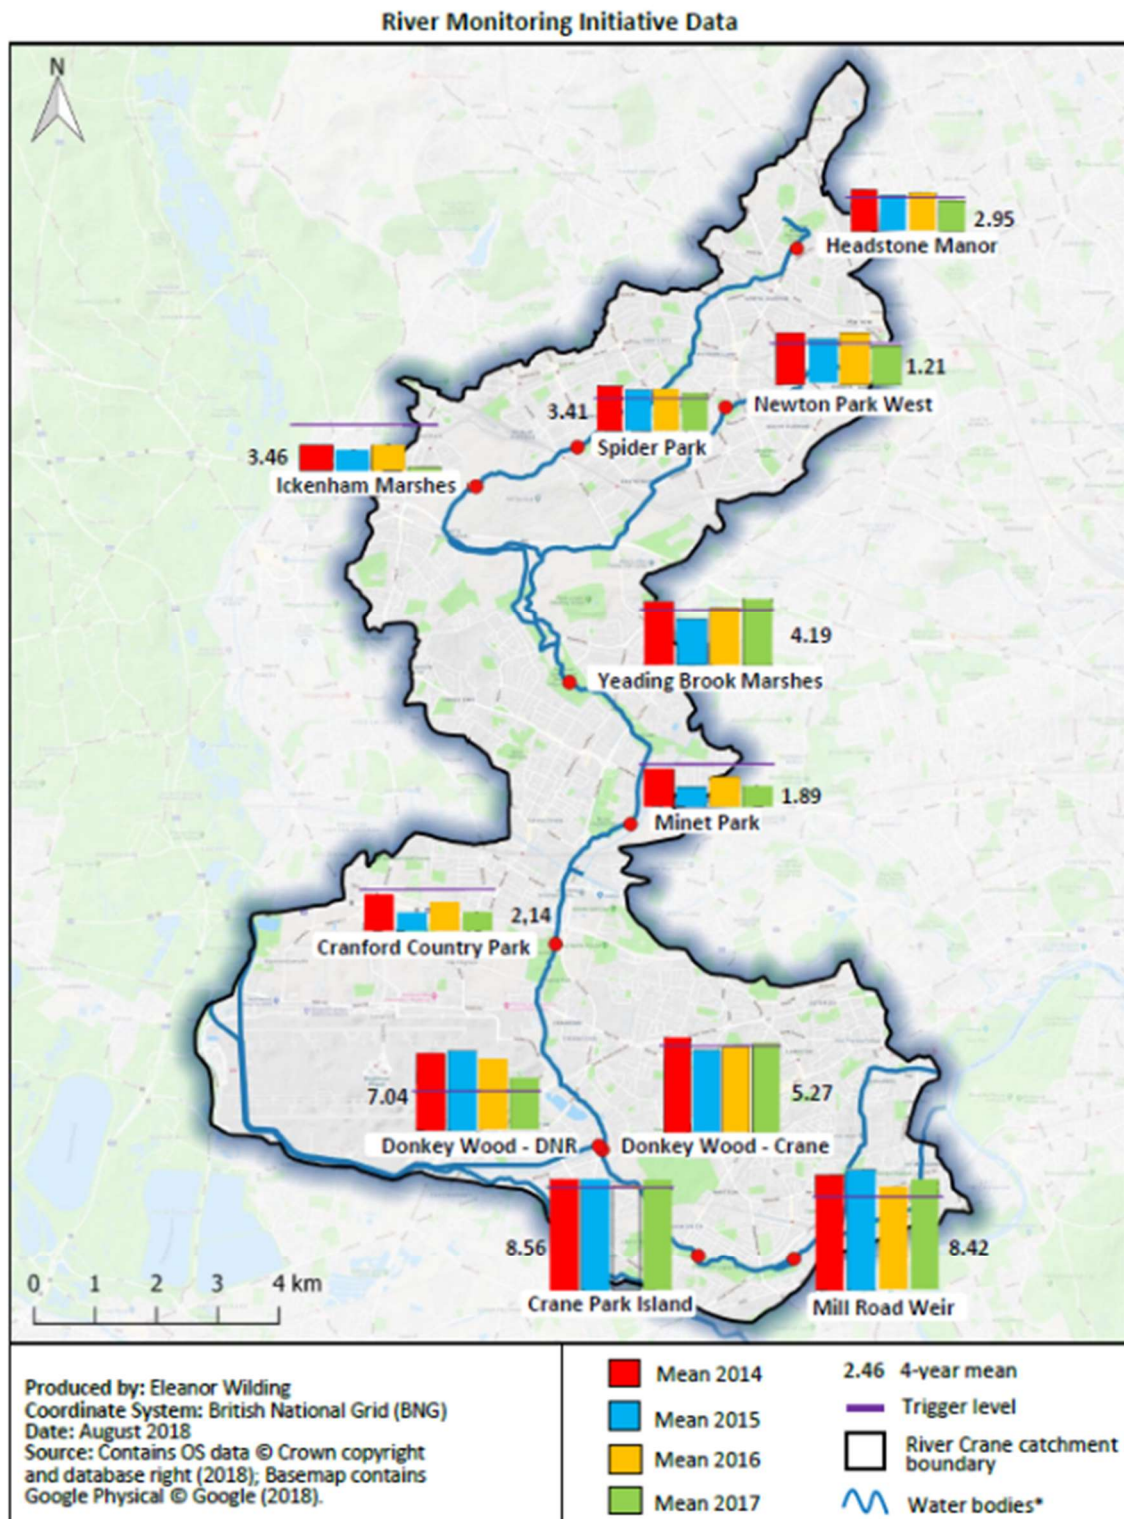 River Monitoring Initiative Data
N
2.95
Headstone Manor
1.21
Newton Park West
3.41
Spider Park
3.46
Ickenham Marshes
4.19
Yeading Brook Marshes
1.89
Minet Park
2,14
Cranford Country Park
7.04
Donkey Wood - DNR
5.27
Donkey Wood - Crane
8.56
Crane Park Island
8.42
Mill Road Weir
0 1 2 3 4 km
Produced by: Eleanor Wilding
Coordinate System: British National Grid (BNG)
Date: August 2018
Source: Contains OS data © Crown copyright
and database right (2018); Basemap contains
Google Physical © Google (2018).
Mean 2014
Mean 2015
Mean 2016
Mean 2017
2.46 4-year mean
Trigger level
River Crane catchment
boundary
Water bodies*